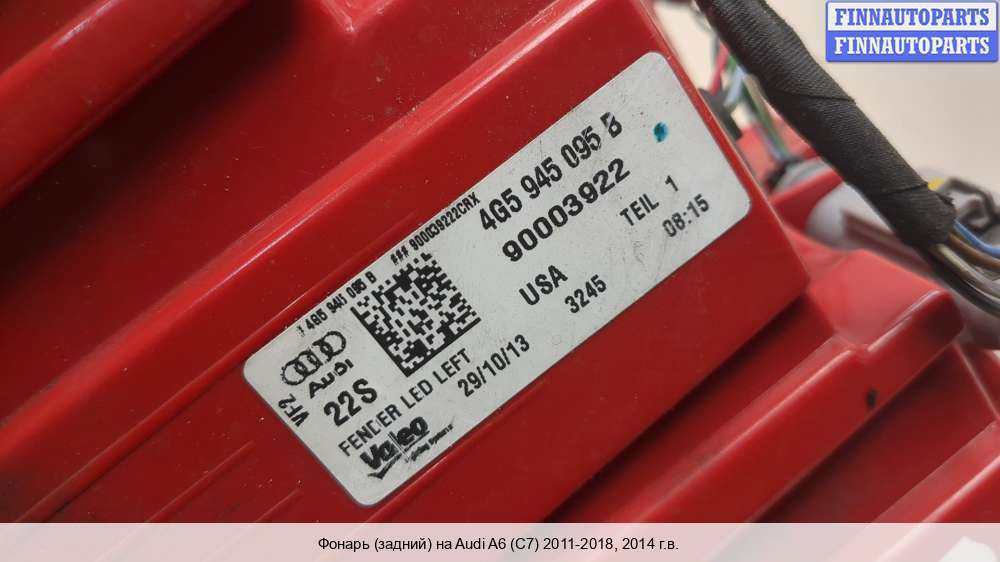 FINNAUTOPARTS
FINNAUTOPARTS
4G5 945 095 B
### 900039222CRX
4G5 945 095 B
90003922
TEIL 1
08:15
USA
3245
Audi
VF2
22S
FENDER LED LEFT
29/10/13
Valeo
Фонарь (задний) на Audi A6 (C7) 2011-2018, 2014 г.в.